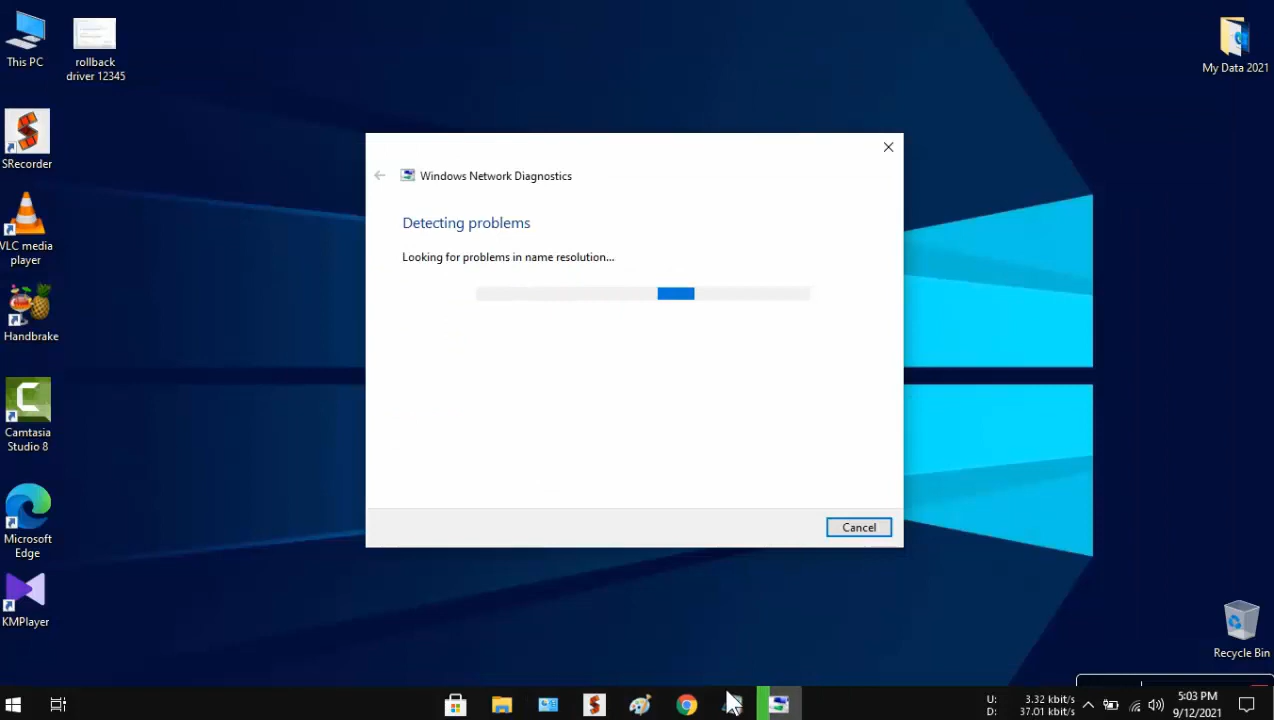 This PC
rollback
driver 12345
My Data 2021
SRecorder
VLC media
player
Handbrake
Camtasia
Studio 8
Microsoft
Edge
KMPlayer
Windows Network Diagnostics
Detecting problems
Looking for problems in name resolution...
Cancel
Recycle Bin
U: 3.32 kbit/s
D: 37.01 kbit/s
5:03 PM
9/12/2021